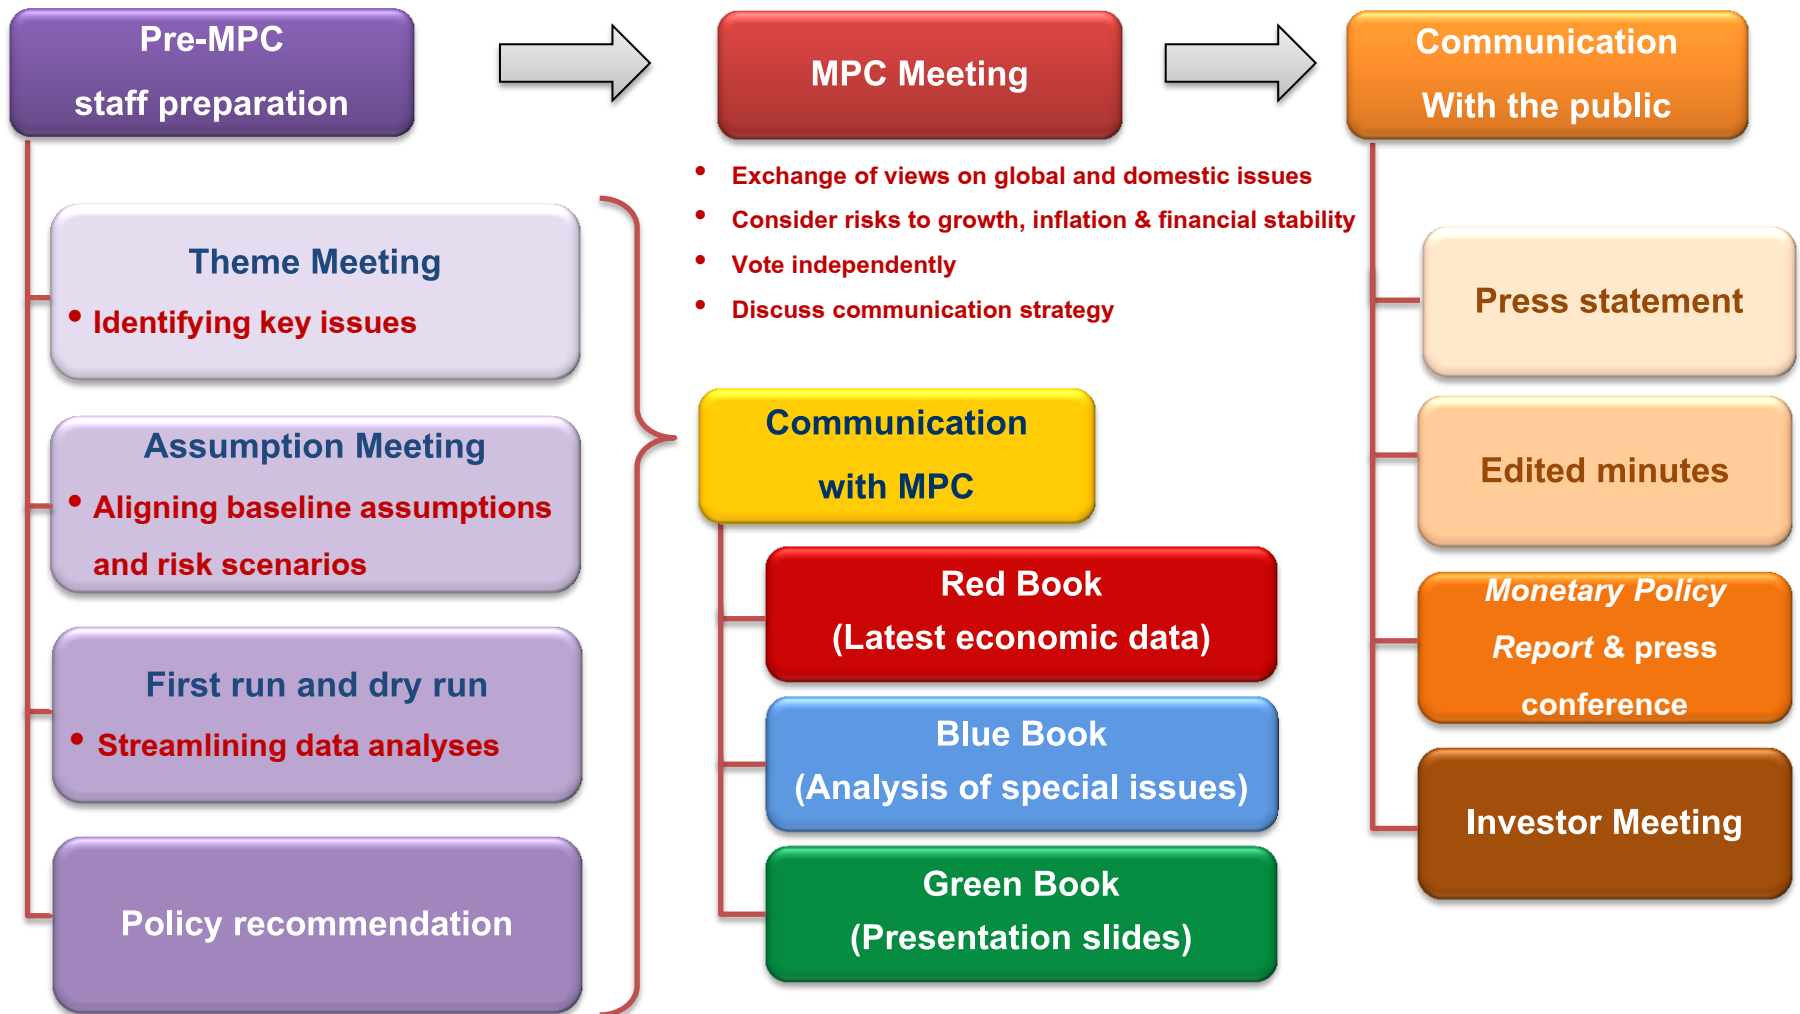 Pre-MPC
staff preparation
Theme Meeting
• Identifying key issues
Assumption Meeting
• Aligning baseline assumptions
and risk scenarios
First run and dry run
• Streamlining data analyses
Policy recommendation
MPC Meeting
• Exchange of views on global and domestic issues
• Consider risks to growth, inflation & financial stability
• Vote independently
• Discuss communication strategy
Communication
with MPC
Red Book
(Latest economic data)
Blue Book
(Analysis of special issues)
Green Book
(Presentation slides)
Communication
With the public
Press statement
Edited minutes
Monetary Policy
Report & press
conference
Investor Meeting